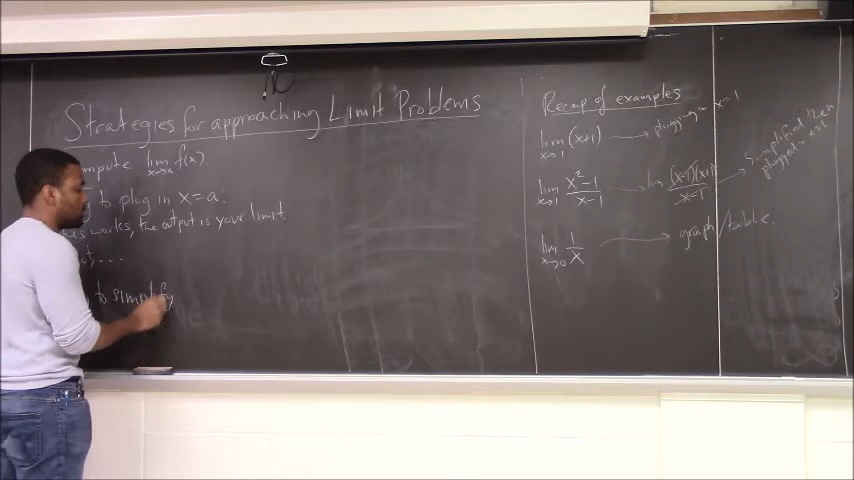 Strategies for approaching Limit Problems
mpute lim x→a f(x).
to plug in x=a.
works, the output is your limit.
t, ...
to simplify
Recap of examples
lim x→1 (x+1) → plugging in x=1
lim x→1 x²-1 / x-1 → lim (x-1)(x+1) / x-1 → Simplified then plugged in x=1
lim x→0 1/x → graph/table.